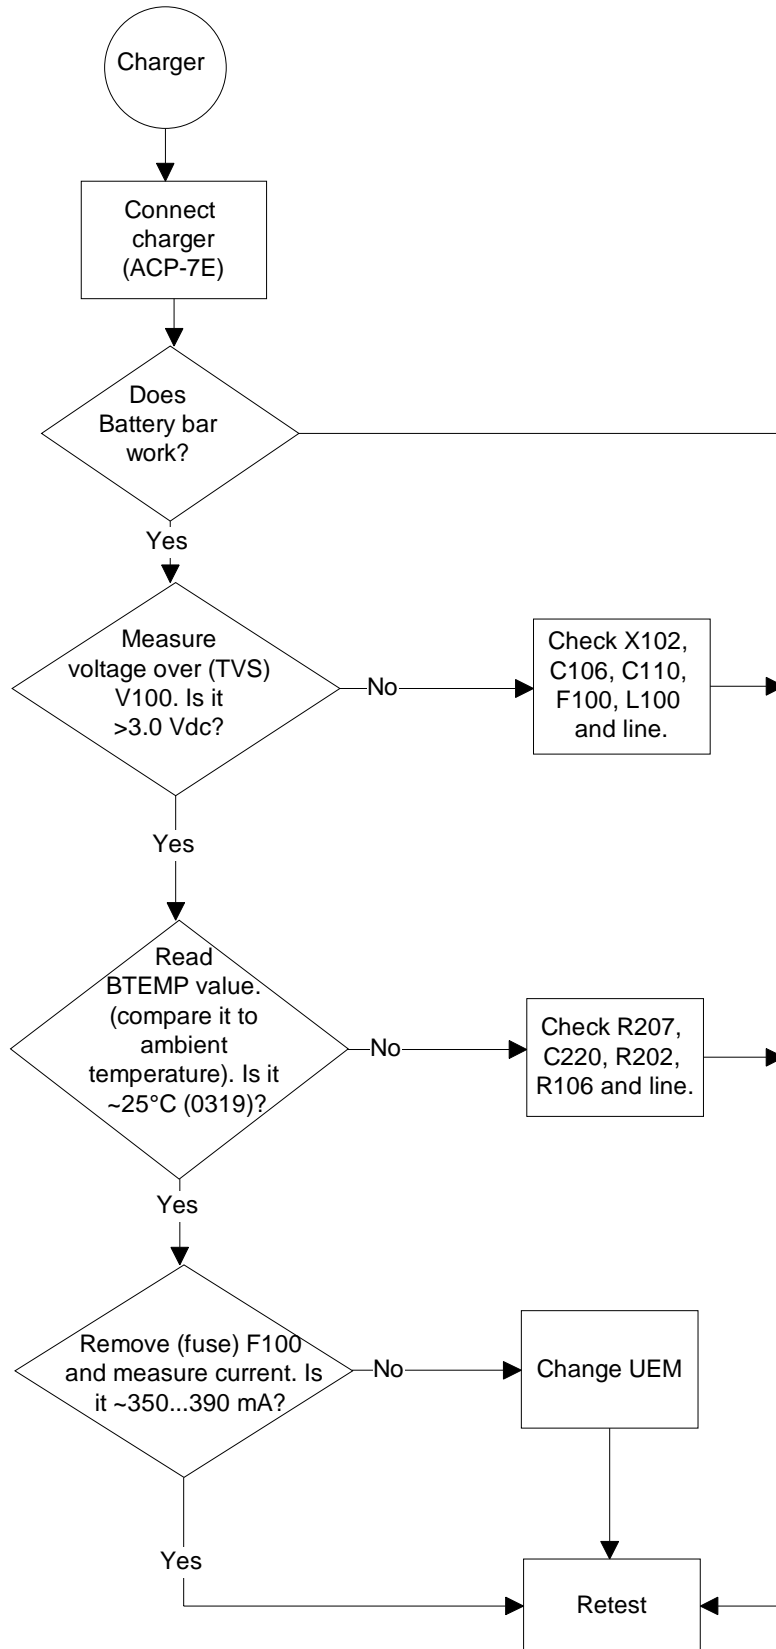 Charger
Connect
charger
(ACP-7E)
Does
Battery bar
work?
Yes
Measure
voltage over (TVS)
V100. Is it
>3.0 Vdc?
No
Check X102,
C106, C110,
F100, L100
and line.
Yes
Read
BTEMP value.
(compare it to
ambient
temperature). Is it
~25°C (0319)?
No
Check R207,
C220, R202,
R106 and line.
Yes
Remove (fuse) F100
and measure current. Is
it ~350...390 mA?
No
Change UEM
Yes
Retest